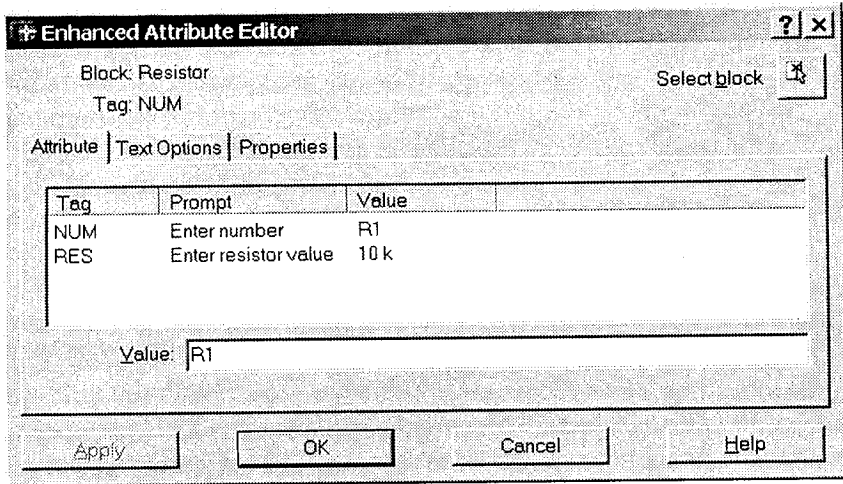 Enhanced Attribute Editor
Block: Resistor
Select block
Tag: NUM
Attribute Text Options Properties
Tag Prompt Value
NUM Enter number R1
RES Enter resistor value 10 k
Value: R1
Apply OK Cancel Help